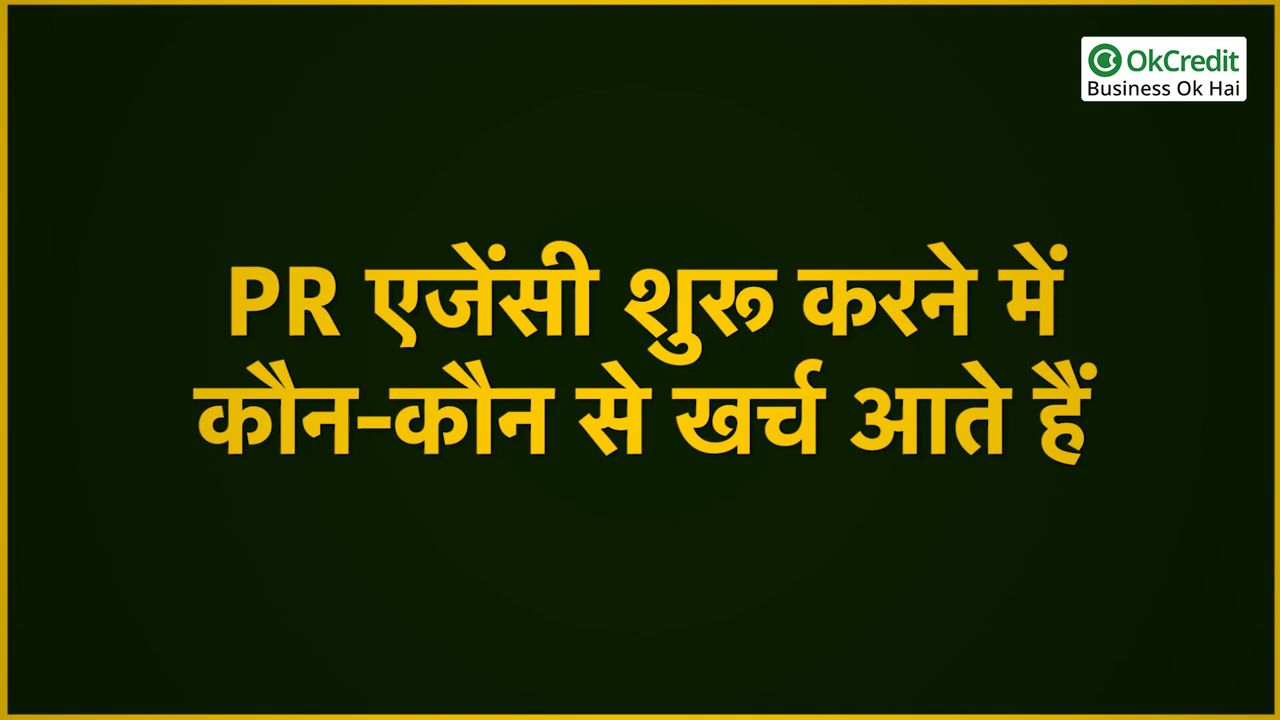 OkCredit
Business Ok Hai
PR एजेंसी शुरू करने में
कौन-कौन से खर्च आते हैं